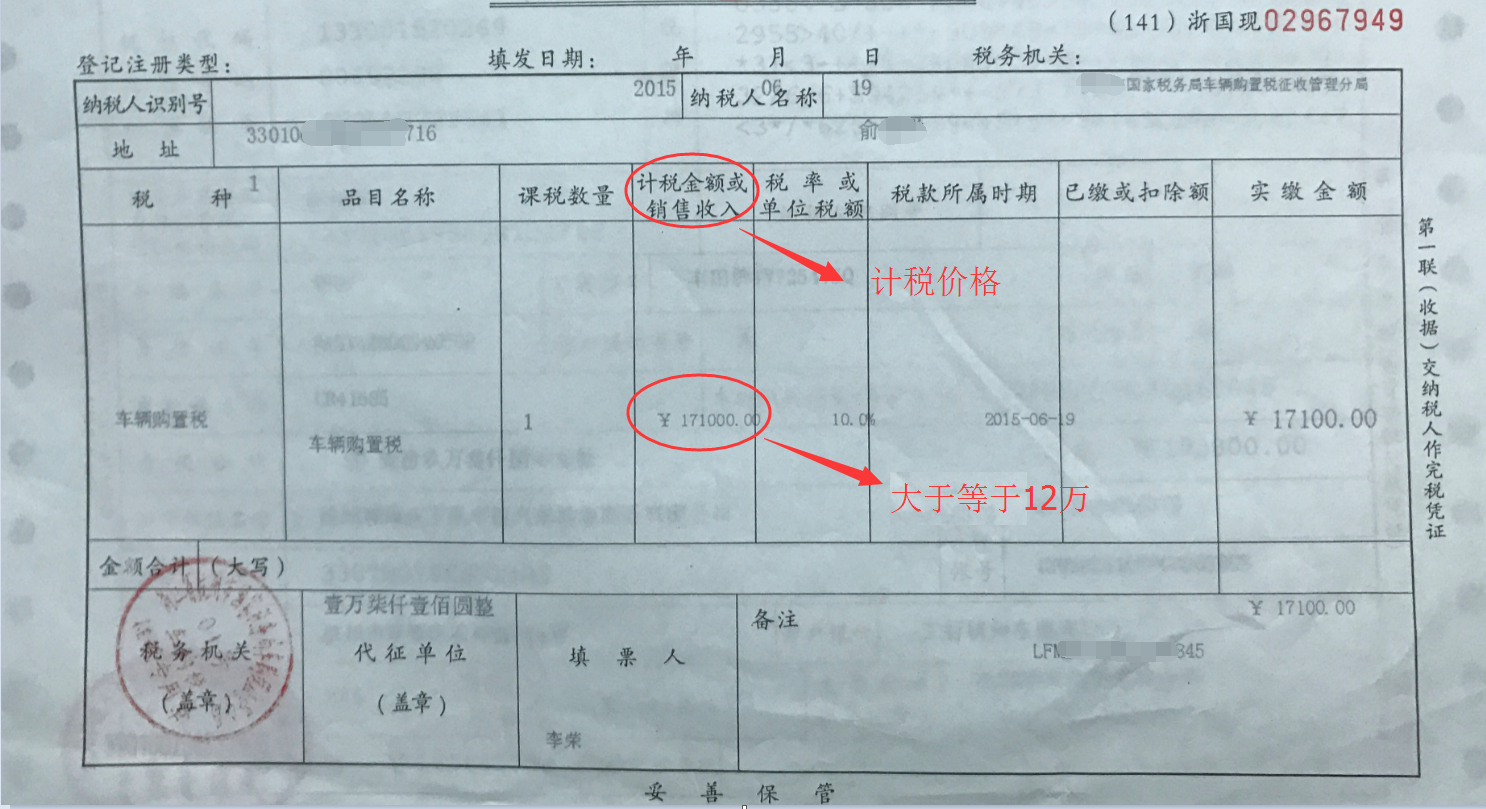 (141)浙国现02967949
登记注册类型：
填发日期：　年　月　日
税务机关：
纳税人识别号
2015
纳税人名称
06
19
国家税务局车辆购置税征收管理分局
地 址
33010
716
俞
税 种
1
品目名称
课税数量
计税金额或
销售收入
税率或
单位税额
税款所属时期
已缴或扣除额
实缴金额
计税价格
车辆购置税
车辆购置税
1
￥ 171000.00
10.0%
2015-06-19
￥ 17100.00
大于等于12万
金额合计
(大写)
壹万柒仟壹佰圆整
￥ 17100.00
税务机关
(盖章)
代征单位
(盖章)
填票人
李荣
备注
LFM
845
第一联(收据)交纳税人作完税凭证
妥善保管